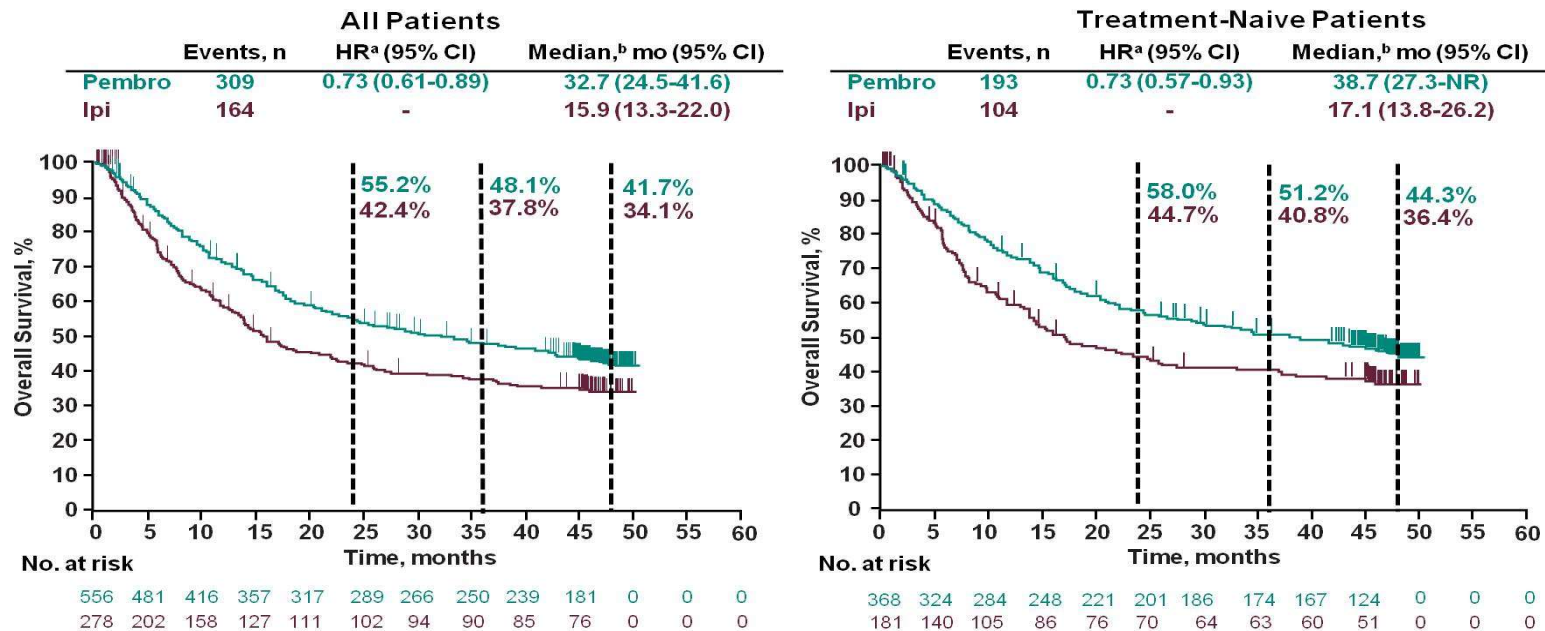 All Patients
Events, n HRᵃ (95% CI) Median,ᵇ mo (95% CI)
Pembro 309 0.73 (0.61-0.89) 32.7 (24.5-41.6)
Ipi 164 - 15.9 (13.3-22.0)
100
90
80
70
60
50
40
30
20
10
0
Overall Survival, %
55.2%
42.4%
48.1%
37.8%
41.7%
34.1%
0 5 10 15 20 25 30 35 40 45 50 55 60
Time, months
No. at risk
556 481 416 357 317 289 266 250 239 181 0 0 0
278 202 158 127 111 102 94 90 85 76 0 0 0
Treatment-Naive Patients
Events, n HRᵃ (95% CI) Median,ᵇ mo (95% CI)
Pembro 193 0.73 (0.57-0.93) 38.7 (27.3-NR)
Ipi 104 - 17.1 (13.8-26.2)
100
90
80
70
60
50
40
30
20
10
0
Overall Survival, %
58.0%
44.7%
51.2%
40.8%
44.3%
36.4%
0 5 10 15 20 25 30 35 40 45 50 55 60
Time, months
No. at risk
368 324 284 248 221 201 186 174 167 124 0 0 0
181 140 105 86 76 70 64 63 60 51 0 0 0